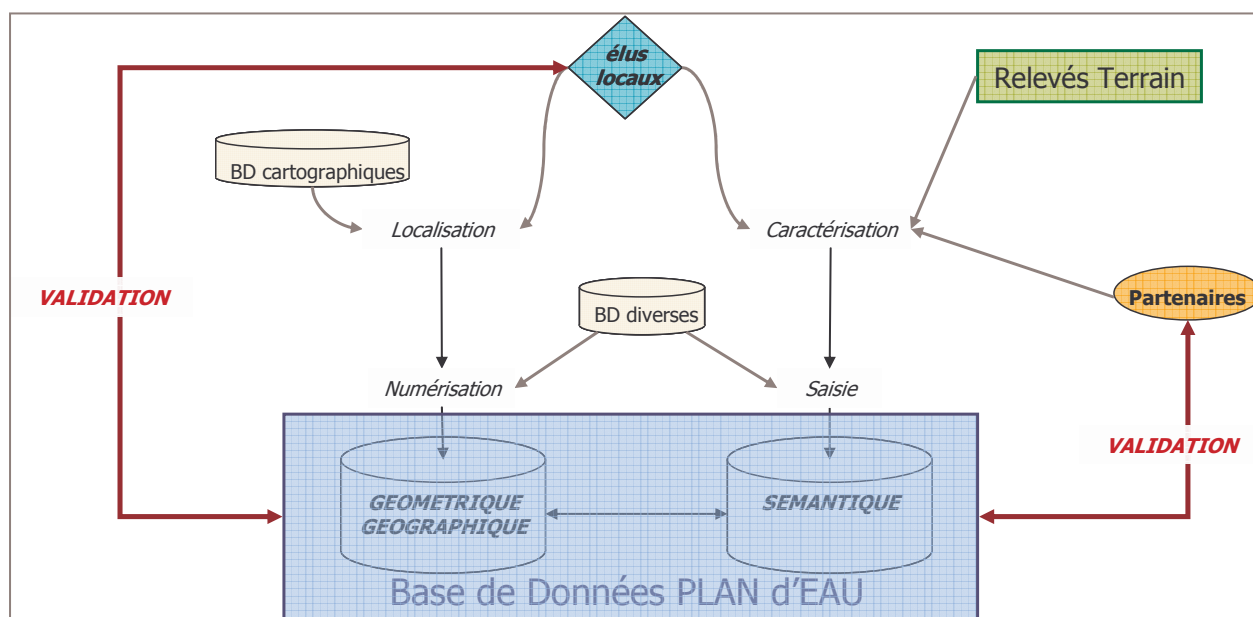 élus
locaux
Relevés Terrain
BD cartographiques
Localisation
Caractérisation
VALIDATION
Partenaires
BD diverses
Numérisation
Saisie
VALIDATION
GEOMETRIQUE
GEOGRAPHIQUE
SEMANTIQUE
Base de Données PLAN d'EAU